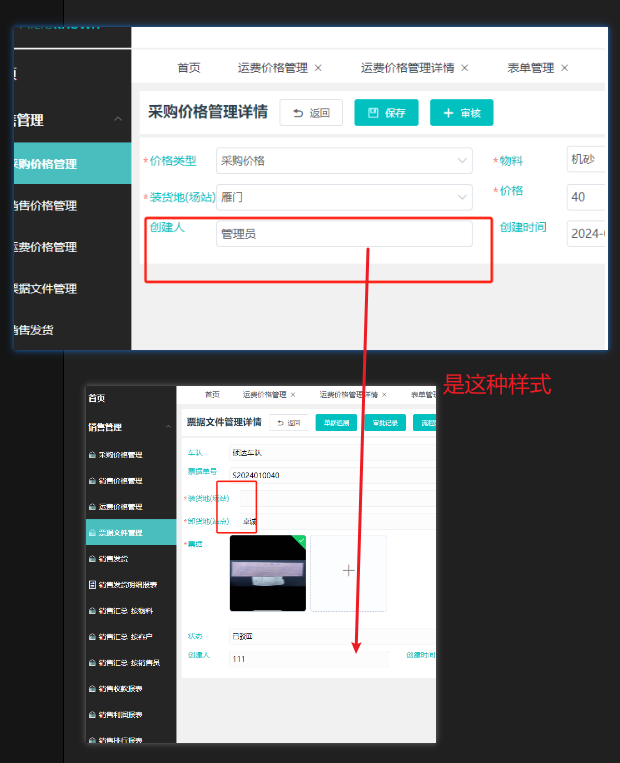 首页 运费价格管理 × 运费价格管理详情 × 表单管理 ×
采购价格管理详情 返回 保存 审核
管理
采购价格管理
销售价格管理
运费价格管理
票据文件管理
销售发货
*价格类型 采购价格 *物料 机砂
*装货地(场站) 雁门 *价格 40
创建人 管理员 创建时间 2024-
是这种样式
首页
销售管理
采购价格管理
销售价格管理
运费价格管理
票据文件管理
销售发货
销售发货明细报表
销售汇总-按物料
销售汇总-按客户
销售汇总-按销售员
销售收款报表
销售利润报表
销售排行报表
首页 运费价格管理 × 运费价格管理详情 × 表单管理
票据文件管理详情 返回 单据追溯 审批记录 流程
车队 硕达车队
票据单号 S2024010040
*装货地(场站)
*卸货地(站点) 卓诚
*票据
状态 已驳回
创建人 111 创建时间